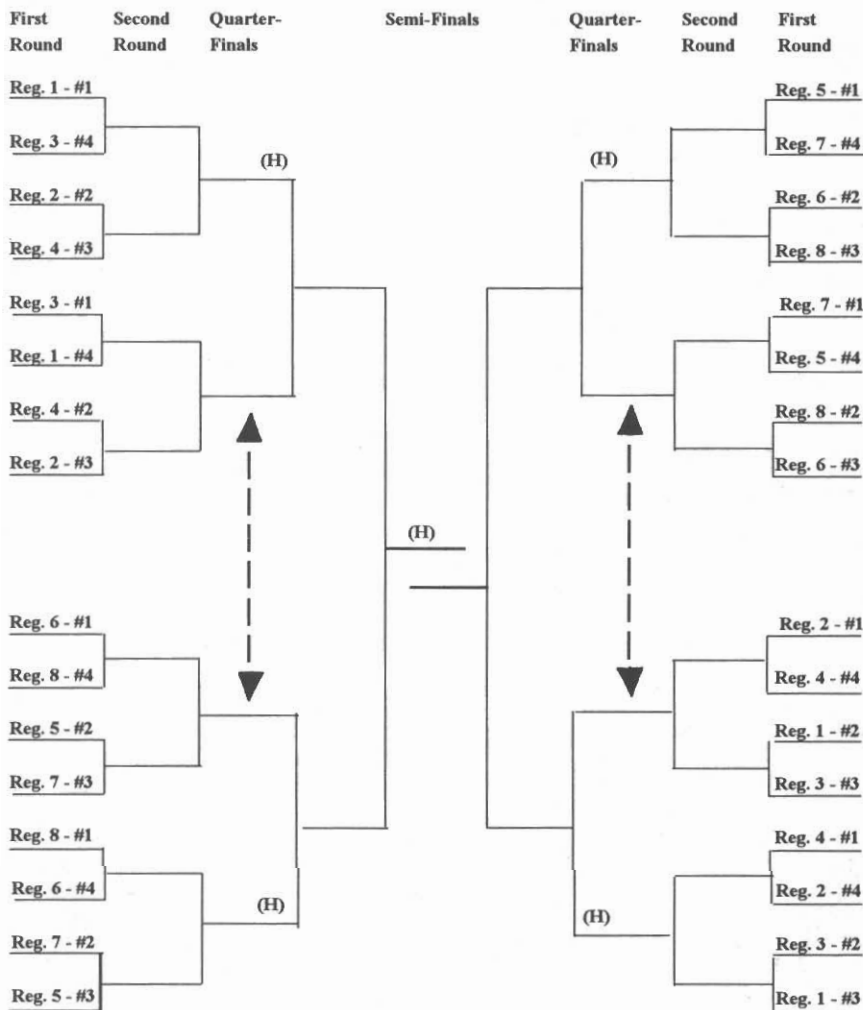 First Second Quarter- Semi-Finals Quarter- Second First
Round Round Finals Finals Round Round
Reg. 1 - #1 Reg. 5 - #1
Reg. 3 - #4 (H) (H) Reg. 7 - #4
Reg. 2 - #2 Reg. 6 - #2
Reg. 4 - #3 Reg. 8 - #3
Reg. 3 - #1 Reg. 7 - #1
Reg. 1 - #4 Reg. 5 - #4
Reg. 4 - #2 Reg. 8 - #2
Reg. 2 - #3 Reg. 6 - #3
(H)
Reg. 6 - #1 Reg. 2 - #1
Reg. 8 - #4 Reg. 4 - #4
Reg. 5 - #2 Reg. 1 - #2
Reg. 7 - #3 Reg. 3 - #3
Reg. 8 - #1 Reg. 4 - #1
Reg. 6 - #4 (H) Reg. 2 - #4
Reg. 7 - #2 (H) Reg. 3 - #2
Reg. 5 - #3 Reg. 1 - #3